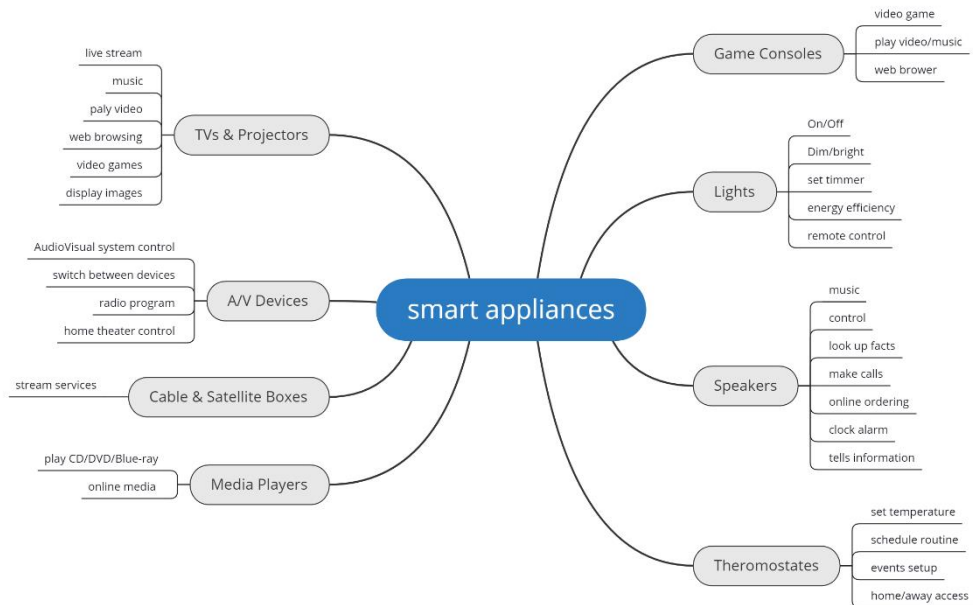 smart appliances
TVs & Projectors
live stream
music
paly video
web browsing
video games
display images
A/V Devices
AudioVisual system control
switch between devices
radio program
home theater control
Cable & Satellite Boxes
stream services
Media Players
play CD/DVD/Blue-ray
online media
Game Consoles
video game
play video/music
web brower
Lights
On/Off
Dim/bright
set timmer
energy efficiency
remote control
Speakers
music
control
look up facts
make calls
online ordering
clock alarm
tells information
Theromostates
set temperature
schedule routine
events setup
home/away access